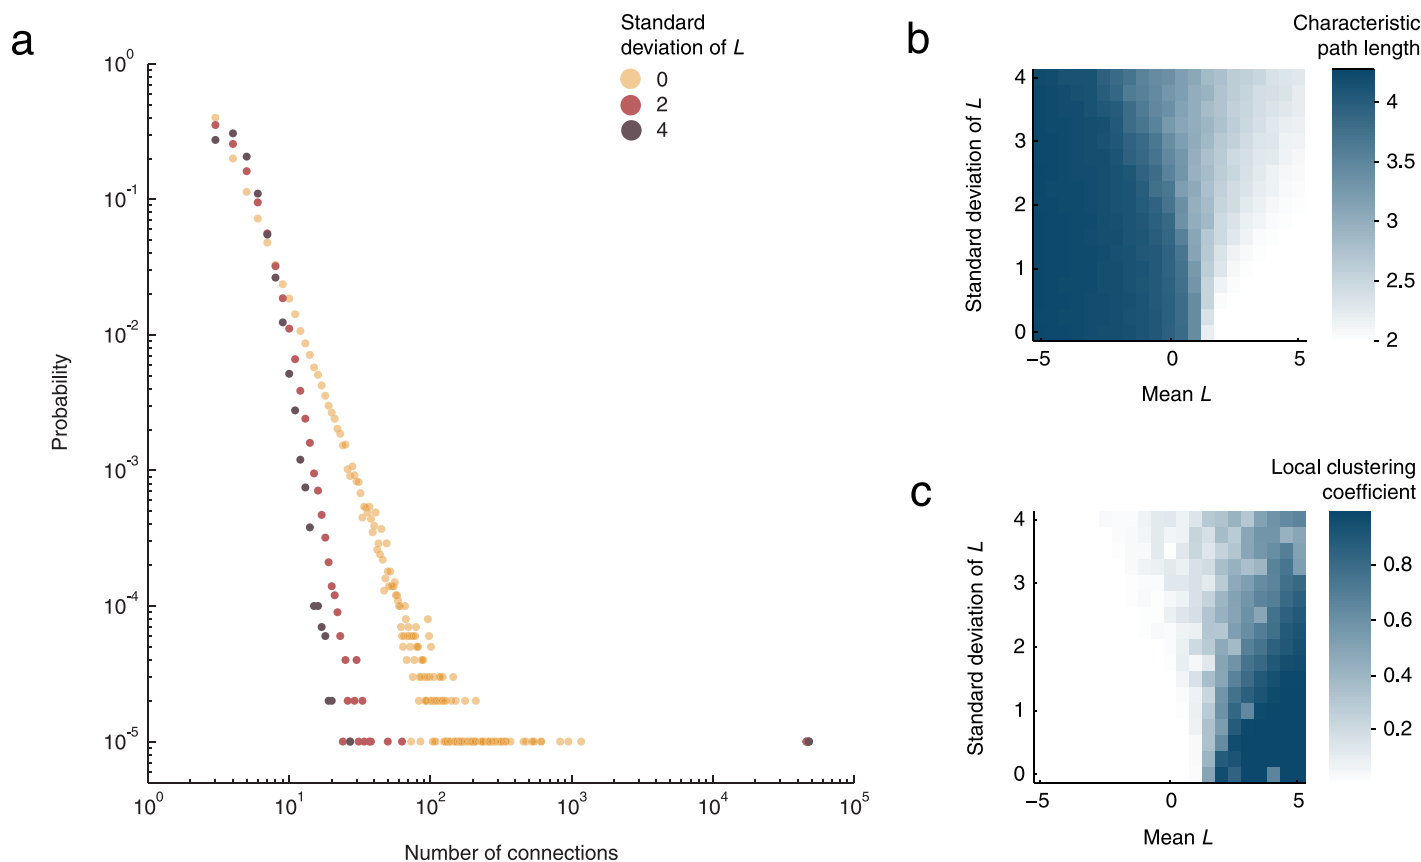 a
Standard
deviation of L
0
2
4
10^0
10^-1
10^-2
10^-3
10^-4
10^-5
Probability
10^0
10^1
10^2
10^3
10^4
10^5
Number of connections
b
Characteristic
path length
Standard deviation of L
4
3
2
1
0
−5
0
5
Mean L
4
3.5
3
2.5
2
c
Local clustering
coefficient
Standard deviation of L
4
3
2
1
0
−5
0
5
Mean L
0.8
0.6
0.4
0.2